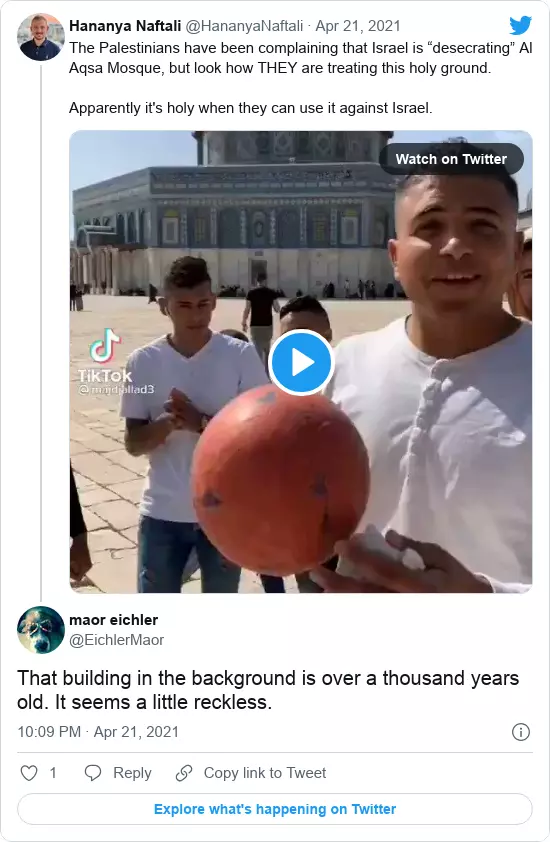 Hananya Naftali @HananyaNaftali · Apr 21, 2021
The Palestinians have been complaining that Israel is “desecrating” Al
Aqsa Mosque, but look how THEY are treating this holy ground.
Apparently it's holy when they can use it against Israel.
Watch on Twitter
TikTok
maor eichler
@EichlerMaor
That building in the background is over a thousand years
old. It seems a little reckless.
10:09 PM · Apr 21, 2021
1 Reply Copy link to Tweet
Explore what's happening on Twitter